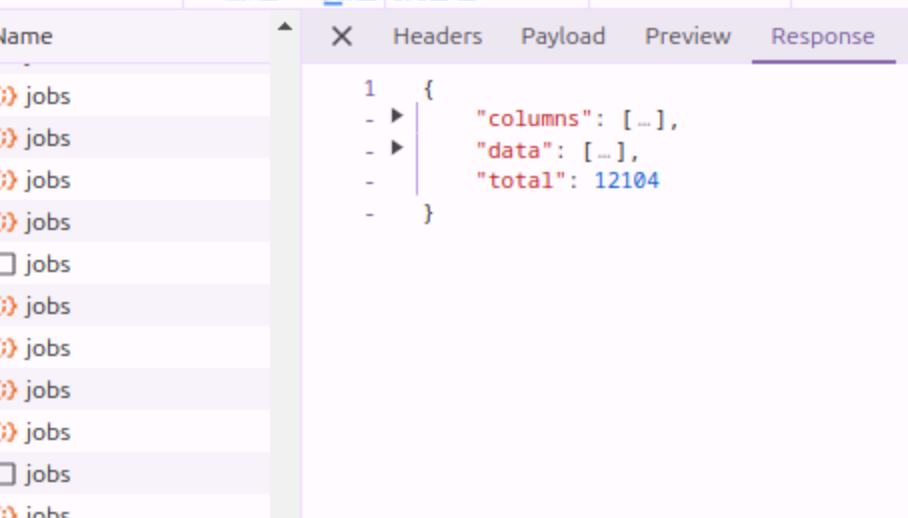 Name
jobs
jobs
jobs
jobs
jobs
jobs
jobs
jobs
jobs
jobs
jobs
Headers Payload Preview Response
1 {
- "columns": […],
- "data": […],
- "total": 12104
- }